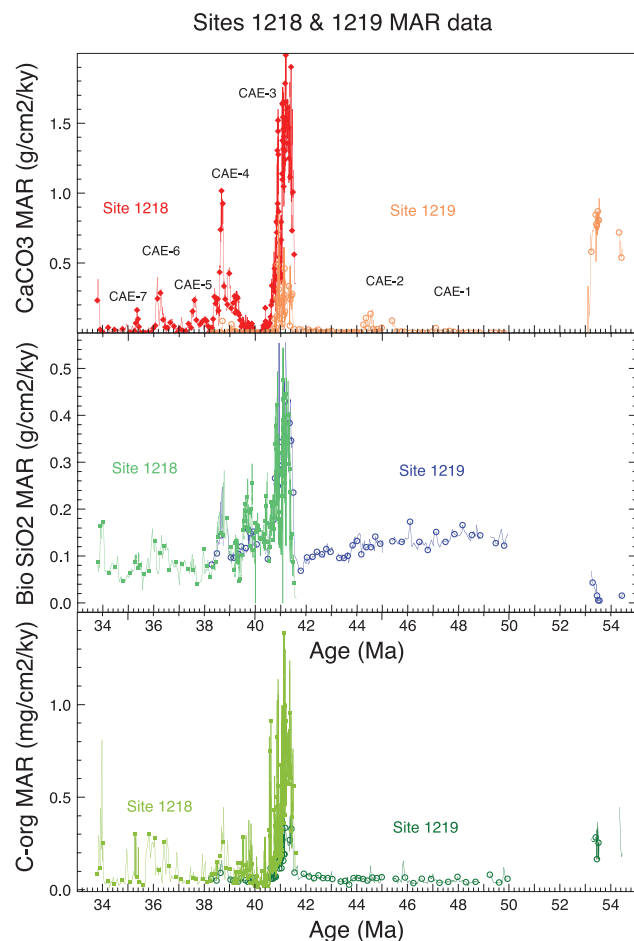 Sites 1218 & 1219 MAR data
CaCO3 MAR (g/cm2/ky)
1.5
1.0
0.5
CAE-3
CAE-4
Site 1218
Site 1219
CAE-6
CAE-5
CAE-7
CAE-2
CAE-1
Bio SiO2 MAR (g/cm2/ky)
0.5
0.4
0.3
0.2
0.1
0.0
Site 1218
Site 1219
34 36 38 40 42 44 46 48 50 54
Age (Ma)
C-org MAR (mg/cm2/ky)
1.0
0.5
0.0
Site 1218
Site 1219
34 36 38 40 42 44 46 48 50 54
Age (Ma)